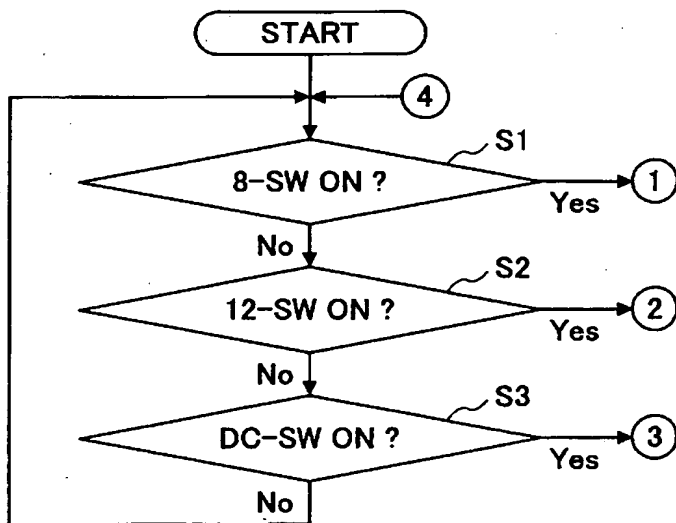 START
4
S1
8-SW ON ?
1
Yes
No
S2
12-SW ON ?
2
Yes
No
S3
DC-SW ON ?
3
Yes
No